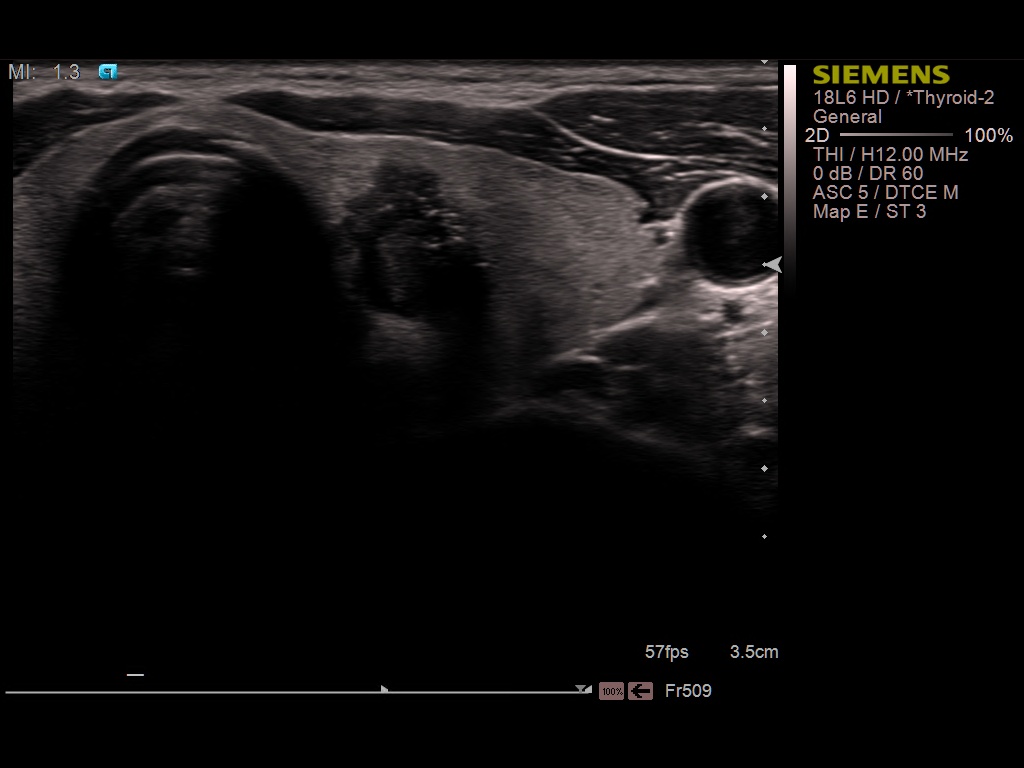 MI: 1.3
SIEMENS
18L6 HD / *Thyroid-2
General
2D 100%
THI / H12.00 MHz
0 dB / DR 60
ASC 5 / DTCE M
Map E / ST 3
57fps 3.5cm
100% Fr509